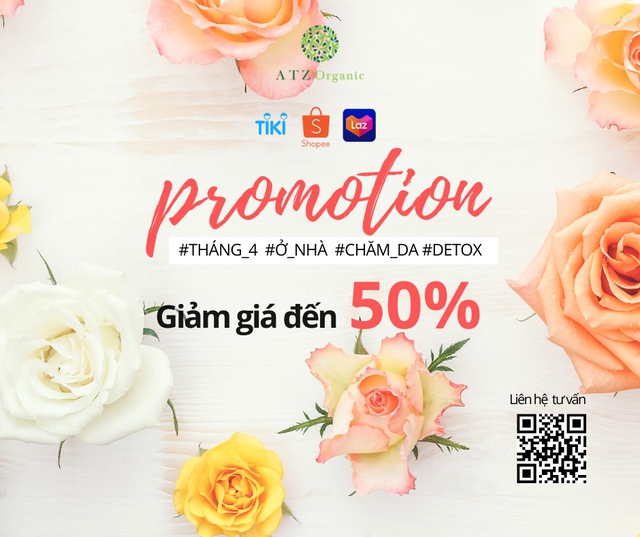 ATZ Organic
TiKi
S
Shopee
Laz
promotion
#THÁNG_4 #Ở_NHÀ #CHĂM_DA #DETOX
Giảm giá đến 50%
Liên hệ tư vấn